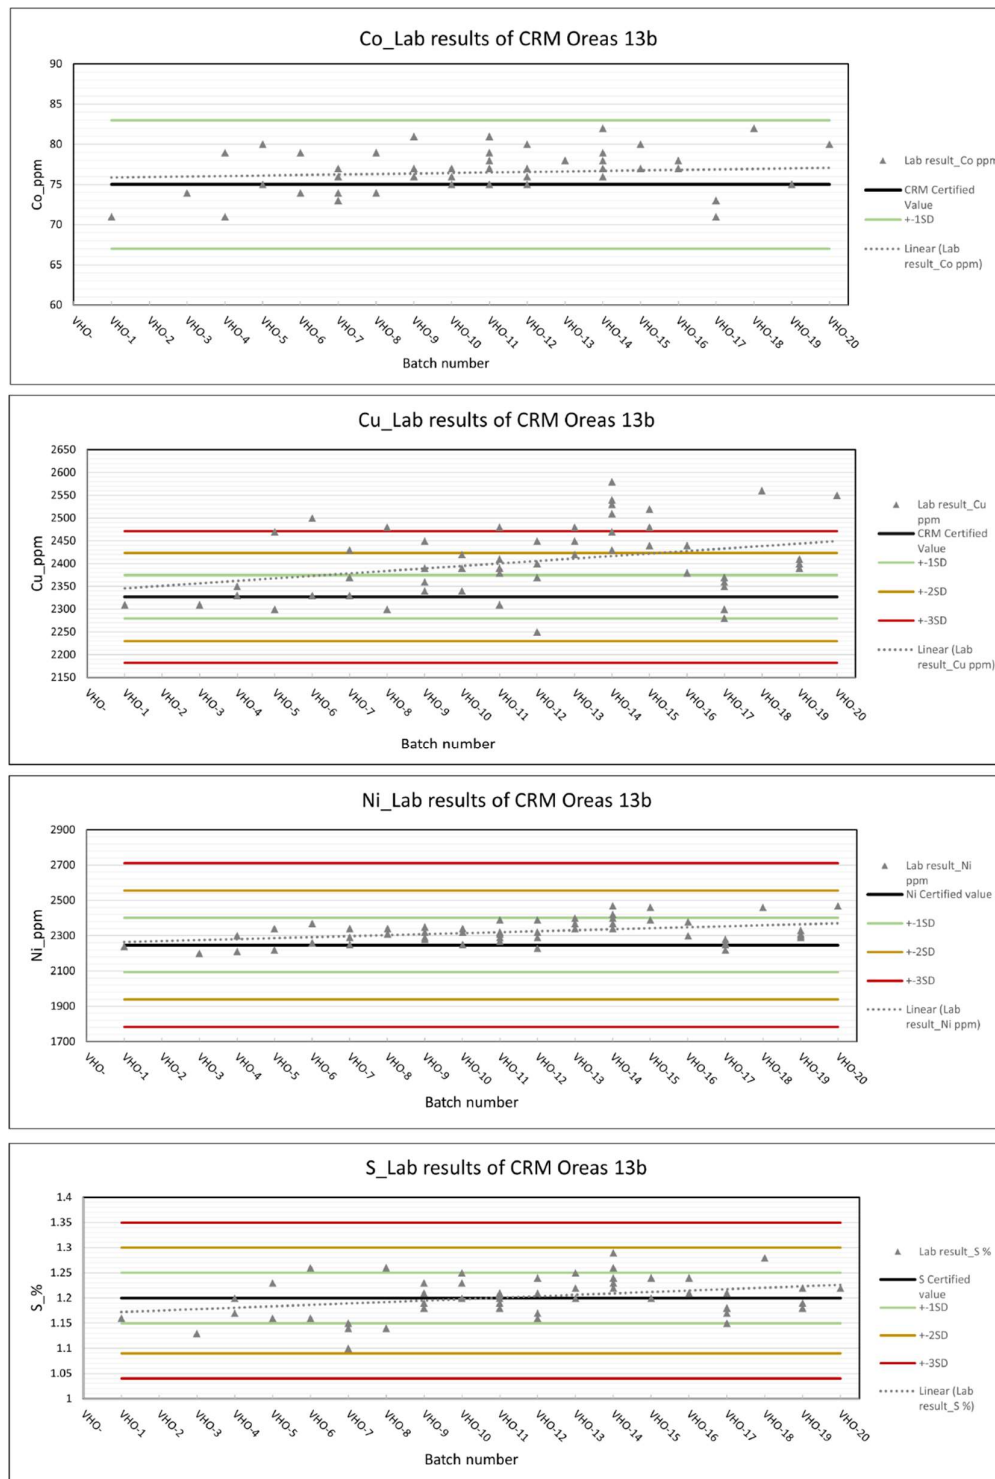 Co_Lab results of CRM Oreas 13b
90
85
80
75
70
65
60
Co_ppm
VHO-
VHO-1
VHO-2
VHO-3
VHO-4
VHO-5
VHO-6
VHO-7
VHO-8
VHO-9
VHO-10
VHO-11
VHO-12
VHO-13
VHO-14
VHO-15
VHO-16
VHO-17
VHO-18
VHO-19
VHO-20
Batch number
Lab result_Co ppm
CRM Certified
Value
+-1SD
Linear (Lab
result_Co ppm)
Cu_Lab results of CRM Oreas 13b
2650
2600
2550
2500
2450
2400
2350
2300
2250
2200
2150
Cu_ppm
VHO-
VHO-1
VHO-2
VHO-3
VHO-4
VHO-5
VHO-6
VHO-7
VHO-8
VHO-9
VHO-10
VHO-11
VHO-12
VHO-13
VHO-14
VHO-15
VHO-16
VHO-17
VHO-18
VHO-19
VHO-20
Batch number
Lab result_Cu
ppm
CRM Certified
Value
+-1SD
+-2SD
+-3SD
Linear (Lab
result_Cu ppm)
Ni_Lab results of CRM Oreas 13b
2900
2700
2500
2300
2100
1900
1700
Ni_ppm
VHO-
VHO-1
VHO-2
VHO-3
VHO-4
VHO-5
VHO-6
VHO-7
VHO-8
VHO-9
VHO-10
VHO-11
VHO-12
VHO-13
VHO-14
VHO-15
VHO-16
VHO-17
VHO-18
VHO-19
VHO-20
Batch number
Lab result_Ni
ppm
Ni Certified value
+-1SD
+-2SD
+-3SD
Linear (Lab
result_Ni ppm)
S_Lab results of CRM Oreas 13b
1.4
1.35
1.3
1.25
1.2
1.15
1.1
1.05
1
S_%
VHO-
VHO-1
VHO-2
VHO-3
VHO-4
VHO-5
VHO-6
VHO-7
VHO-8
VHO-9
VHO-10
VHO-11
VHO-12
VHO-13
VHO-14
VHO-15
VHO-16
VHO-17
VHO-18
VHO-19
VHO-20
Batch number
Lab result_S %
S Certified
value
+-1SD
+-2SD
+-3SD
Linear (Lab
result_S %)